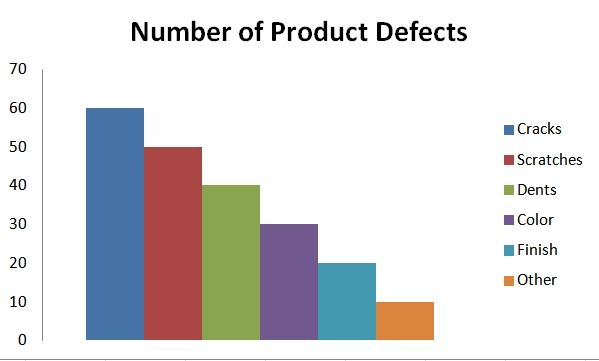 Number of Product Defects
70
60
50
40
30
20
10
0
Cracks
Scratches
Dents
Color
Finish
Other